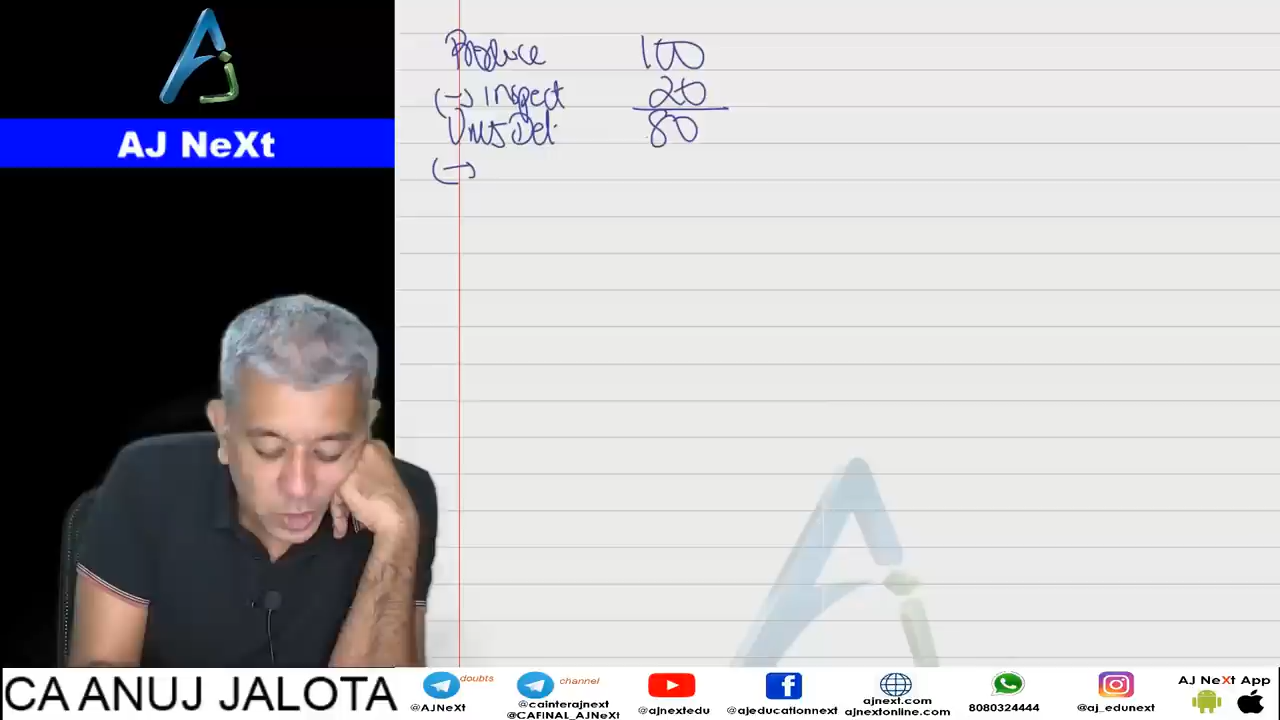 AJ NeXt
Produce 100
(-) Inspect 20
Units Del. 80
(-)
CA ANUJ JALOTA
doubts
@AJNeXt
channel
@cainterajnext
@CAFINAL_AJNeXt
@ajnextedu
@ajeducationnext
ajnext.com
ajnextonline.com
8080324444
@aj_edunext
AJ NeXt App